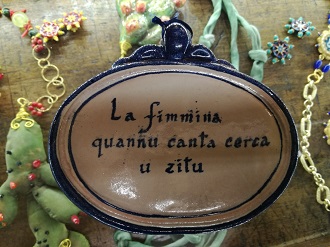 La fimmina
quannu canta cerca
u zitu